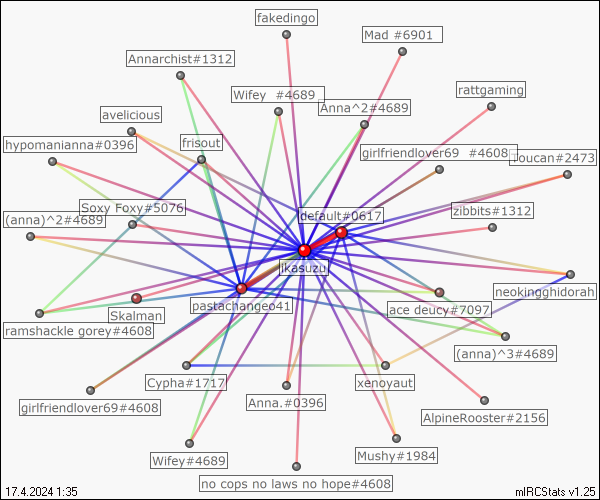 fakedingo
Mad #6901
Annarchist#1312
rattgaming
Wifey #4689
Anna^2#4689
avelicious
frisout
hypomanianna#0396
girlfriendlover69 #4608
Toucan#2473
Soxy Foxy#5076
default#0617
zibbits#1312
(anna)^2#4689
jkasuzu
neokingghidorah
pastachangeo41
ace deucy#7097
Skalman
ramshackle gorey#4608
(anna)^3#4689
Cypha#1717
xenoyaut
girlfriendlover69#4608
Anna.#0396
AlpineRooster#2156
Wifey#4689
Mushy#1984
no cops no laws no hope#4608
17.4.2024 1:35
mIRCStats v1.25